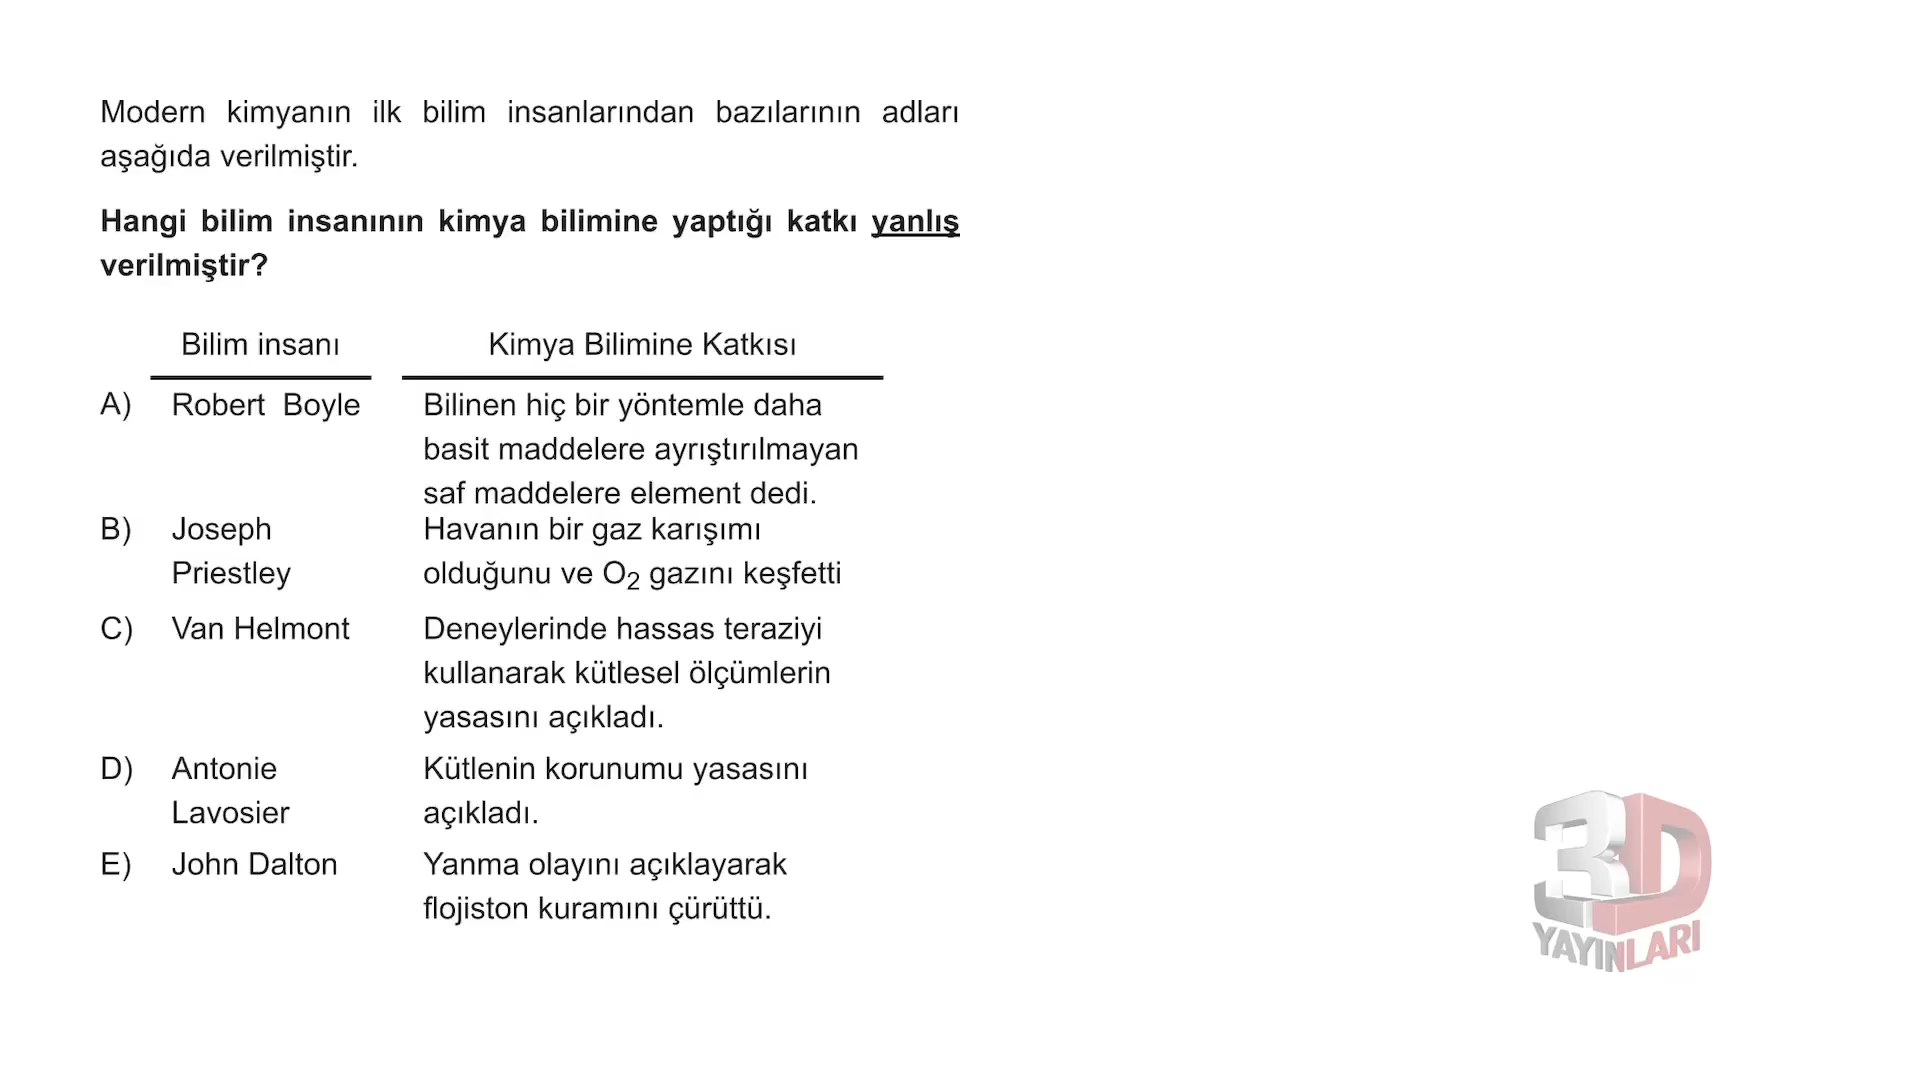 Modern kimyanın ilk bilim insanlarından bazılarının adları
aşağıda verilmiştir.
Hangi bilim insanının kimya bilimine yaptığı katkı yanlış
verilmiştir?
Bilim insanı Kimya Bilimine Katkısı
A) Robert Boyle Bilinen hiç bir yöntemle daha
basit maddelere ayrıştırılmayan
saf maddelere element dedi.
B) Joseph Havanın bir gaz karışımı
Priestley olduğunu ve O₂ gazını keşfetti
C) Van Helmont Deneylerinde hassas teraziyi
kullanarak kütlesel ölçümlerin
yasasını açıkladı.
D) Antonie Kütlenin korunumu yasasını
Lavosier açıkladı.
E) John Dalton Yanma olayını açıklayarak
flojiston kuramını çürüttü.
3D
YAYINLARI